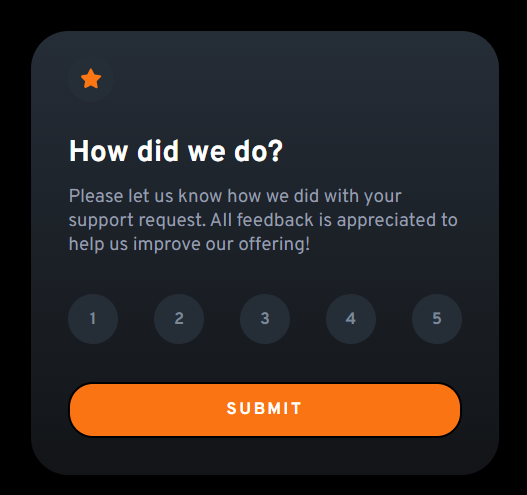 How did we do?
Please let us know how we did with your
support request. All feedback is appreciated to
help us improve our offering!
1 2 3 4 5
SUBMIT